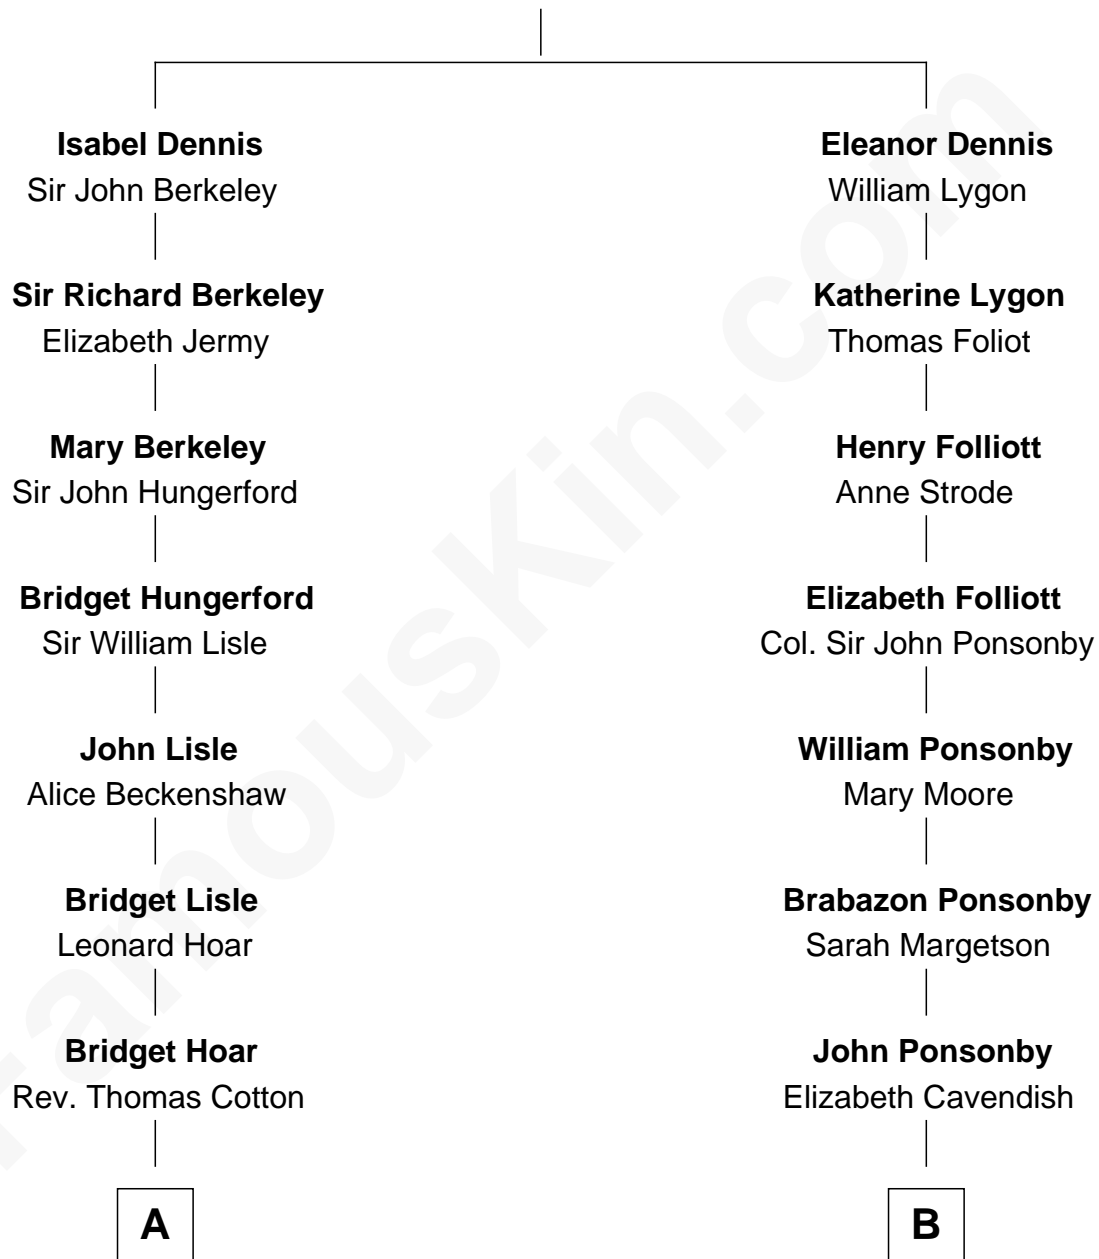 Isabel Dennis
Sir John Berkeley
Sir Richard Berkeley
Elizabeth Jermy
Mary Berkeley
Sir John Hungerford
Bridget Hungerford
Sir William Lisle
John Lisle
Alice Beckenshaw
Bridget Lisle
Leonard Hoar
Bridget Hoar
Rev. Thomas Cotton
A
Eleanor Dennis
William Lygon
Katherine Lygon
Thomas Foliot
Henry Folliott
Anne Strode
Elizabeth Folliott
Col. Sir John Ponsonby
William Ponsonby
Mary Moore
Brabazon Ponsonby
Sarah Margetson
John Ponsonby
Elizabeth Cavendish
B
FamousKin.com